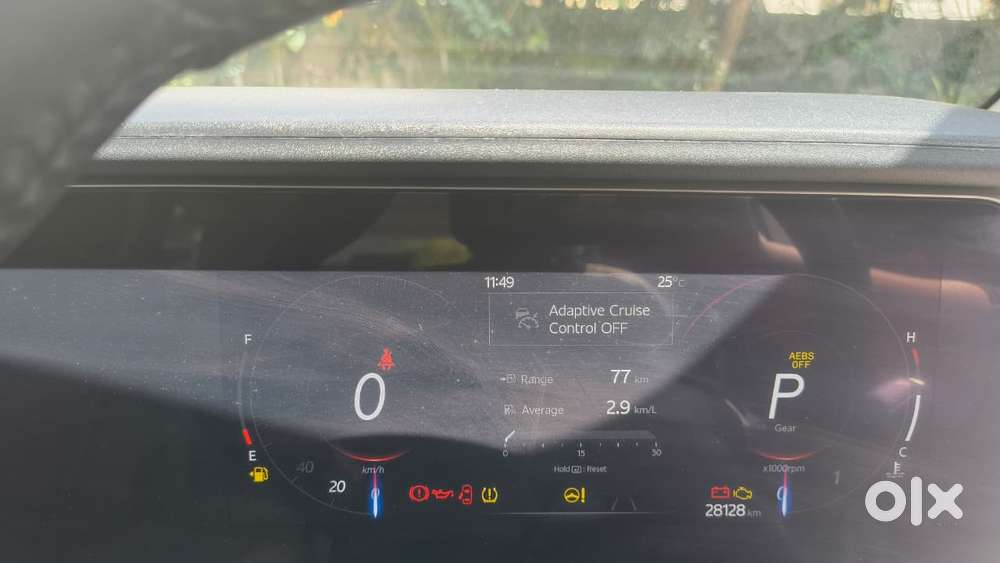 11:49
25°C
Adaptive Cruise
Control OFF
F
H
AEBS
OFF
Range 77 km
0
P
Average 2.9 km/L
Gear
E
C
0 15 30
40
km/h
Hold : Reset
x1000rpm
20
0
0
1
28128 km
olx